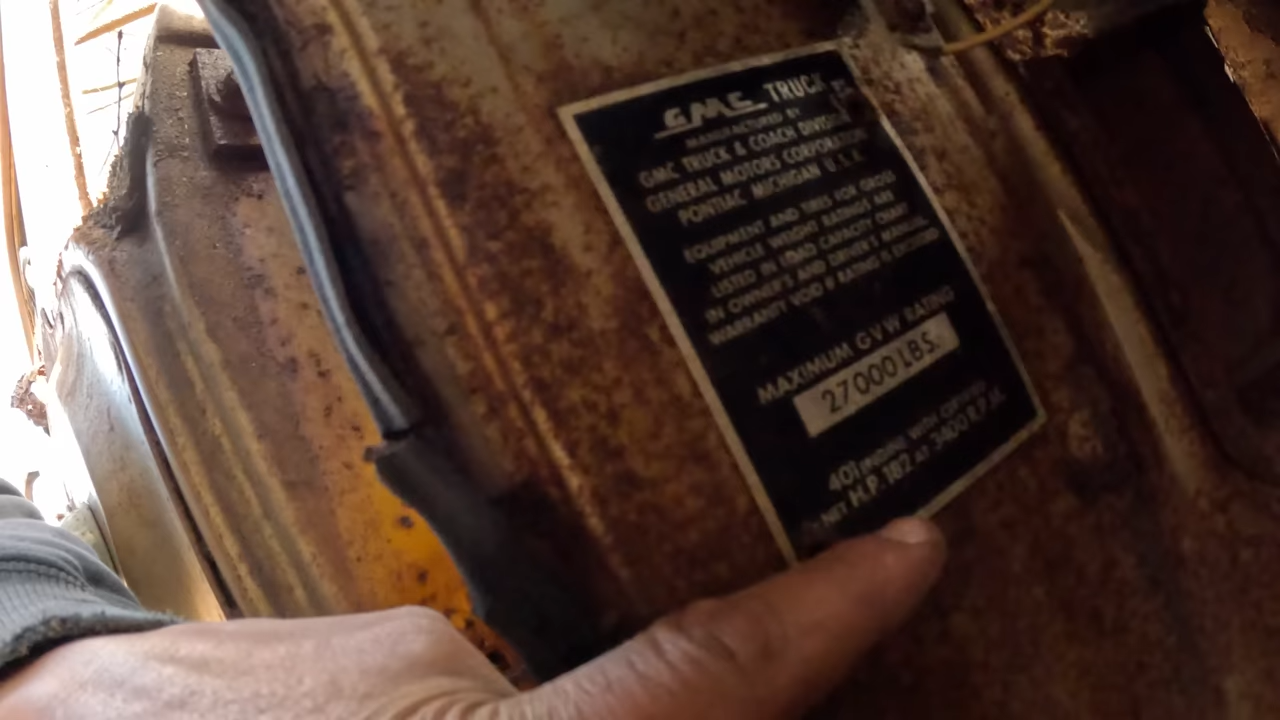 GMC TRUCK
MANUFACTURED BY
GMC TRUCK & COACH DIVISION
GENERAL MOTORS CORPORATION
PONTIAC MICHIGAN U.S.A.
EQUIPMENT AND TIRES FOR GROSS
VEHICLE WEIGHT RATINGS ARE
LISTED IN LOAD CAPACITY CHART
IN OWNER'S AND DRIVER'S MANUAL
WARRANTY VOID IF RATING IS EXCEEDED
MAXIMUM G V W RATING
27000 LBS.
401 ENGINE WITH CERTIFIED
NET H.P. 182 AT 3400 R.P.M.